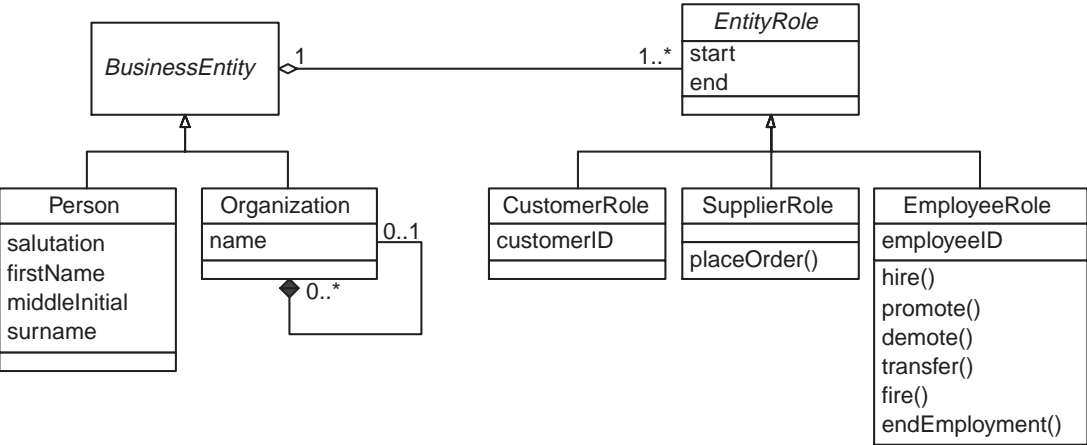 BusinessEntity
1
1..*
EntityRole
start
end
Person
salutation
firstName
middleInitial
surname
Organization
name
0..1
0..*
CustomerRole
customerID
SupplierRole
placeOrder()
EmployeeRole
employeeID
hire()
promote()
demote()
transfer()
fire()
endEmployment()